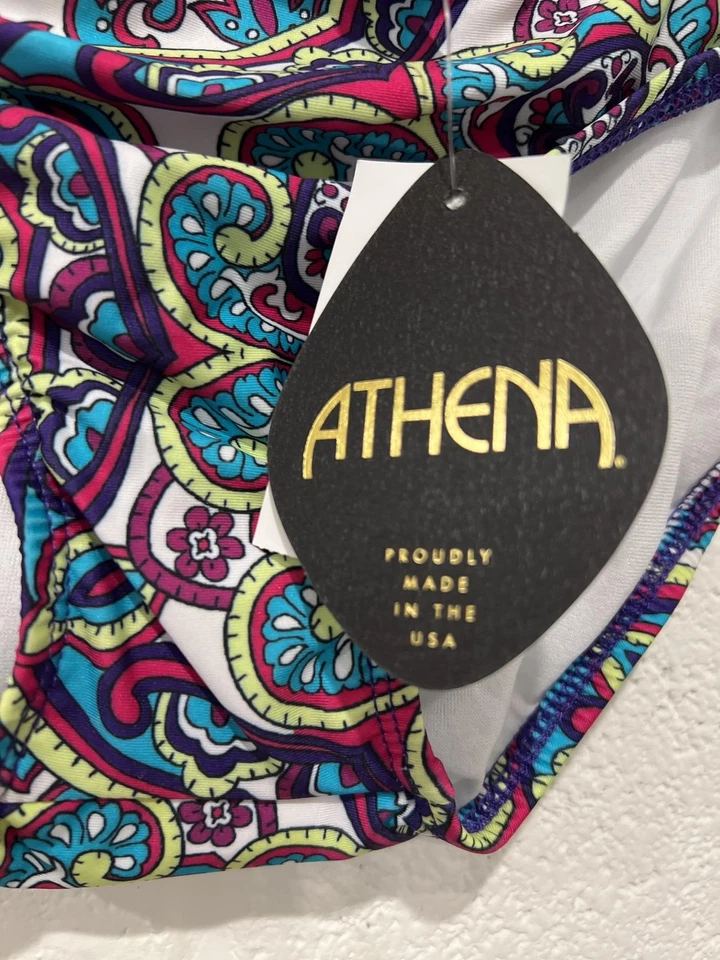 ATHENA®
PROUDLY
MADE
IN THE
USA